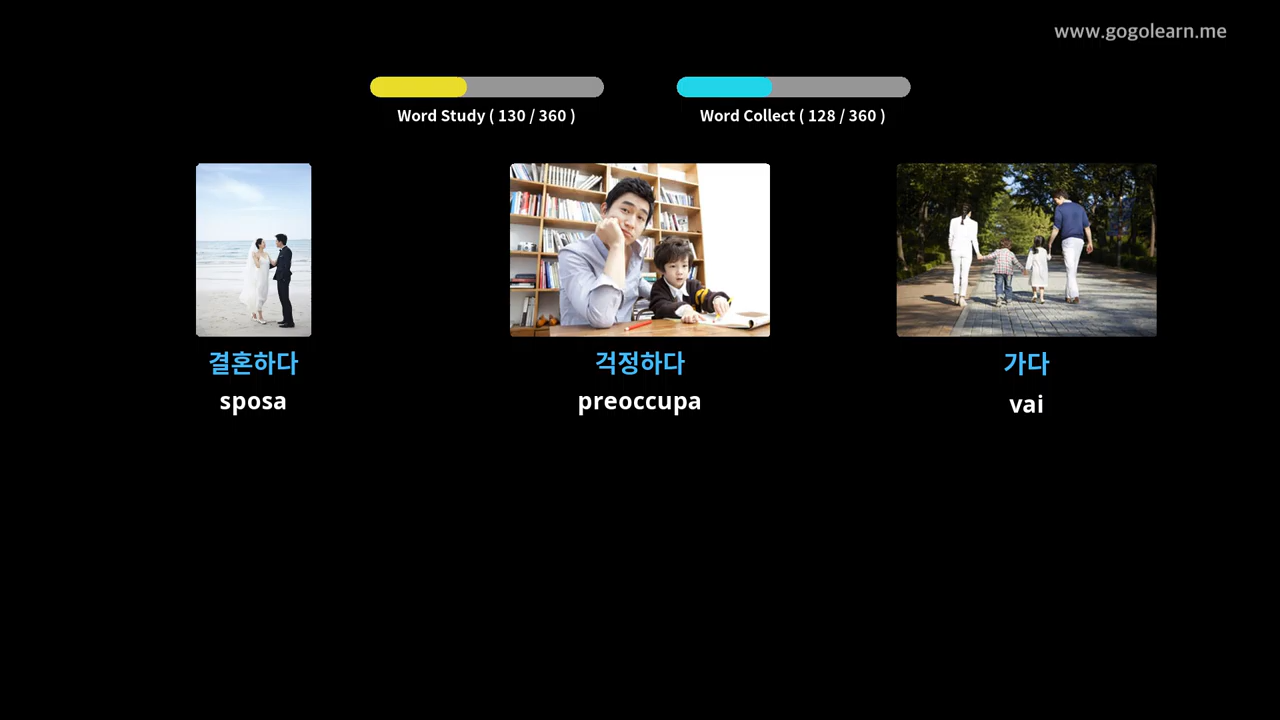 www.gogolearn.me
Word Study ( 130 / 360 )
Word Collect ( 128 / 360 )
결혼하다
걱정하다
가다
sposa
preoccupa
vai